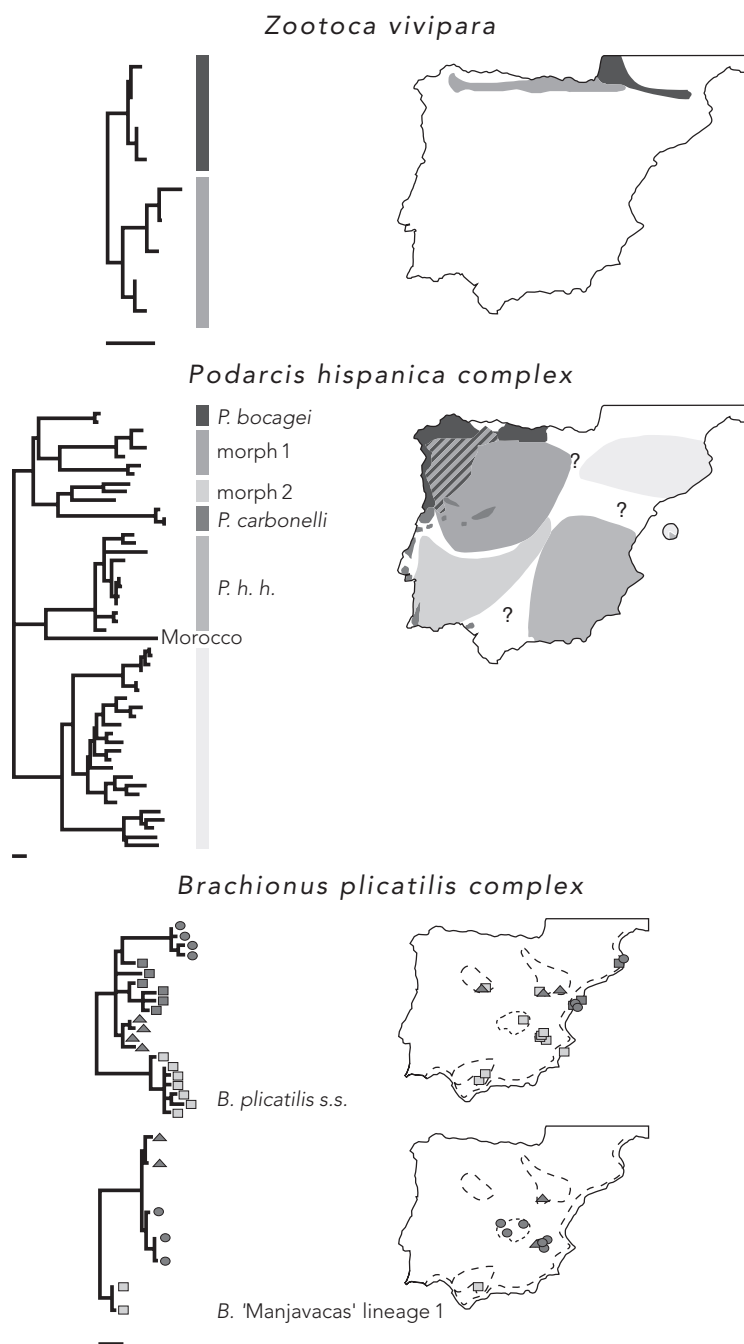 Zootoca vivipara
Podarcis hispanica complex
P. bocagei
morph 1
morph 2
P. carbonelli
P. h. h.
Morocco
?
?
?
Brachionus plicatilis complex
B. plicatilis s.s.
B. 'Manjavacas' lineage 1